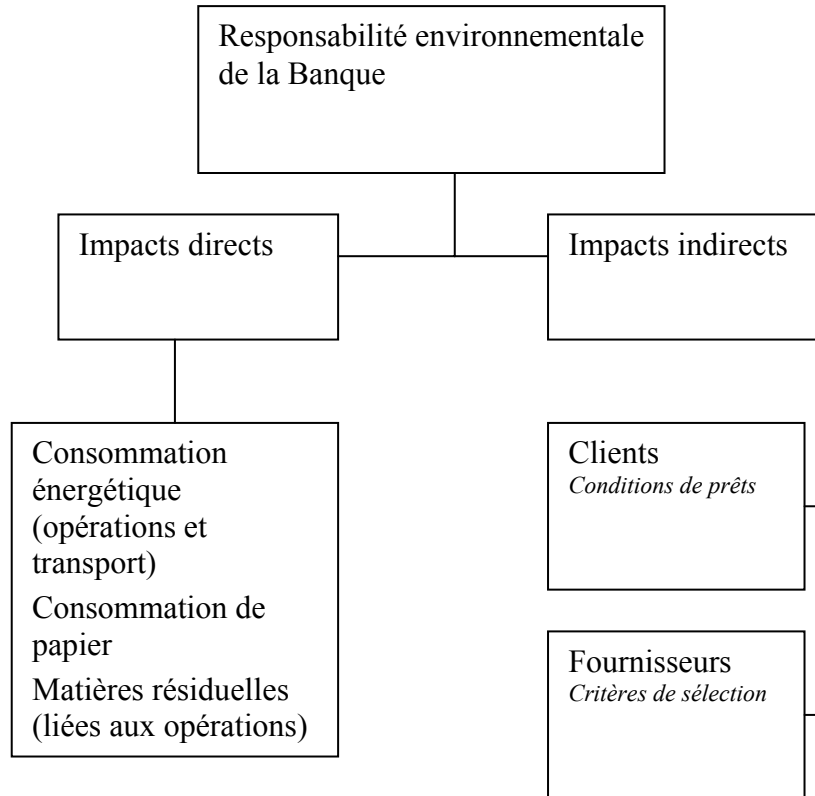 Responsabilité environnementale
de la Banque
Impacts directs
Impacts indirects
Consommation
énergétique
(opérations et
transport)
Consommation de
papier
Matières résiduelles
(liées aux opérations)
Clients
Conditions de prêts
Fournisseurs
Critères de sélection